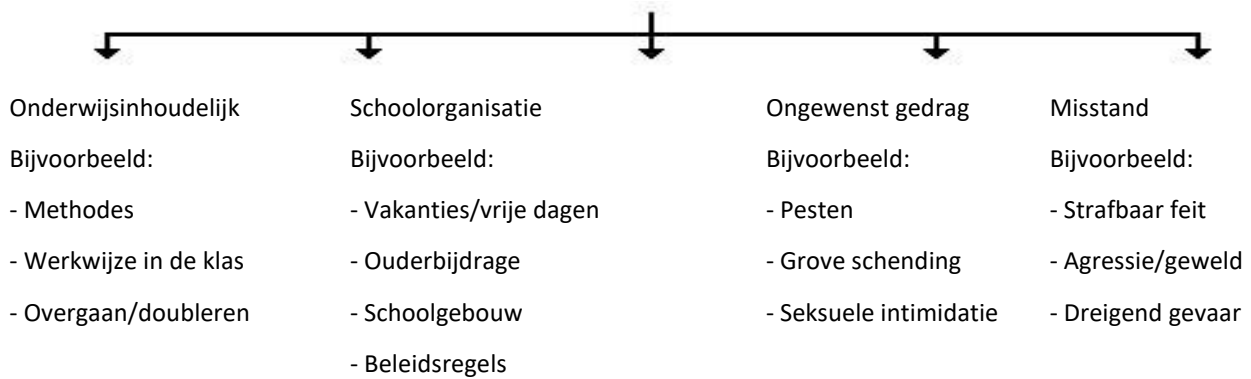 Onderwijsinhoudelijk
Bijvoorbeeld:
- Methodes
- Werkwijze in de klas
- Overgaan/doubleren
Schoolorganisatie
Bijvoorbeeld:
- Vakanties/vrije dagen
- Ouderbijdrage
- Schoolgebouw
- Beleidsregels
Ongewenst gedrag
Bijvoorbeeld:
- Pesten
- Grove schending
- Seksuele intimidatie
Misstand
Bijvoorbeeld:
- Strafbaar feit
- Agressie/geweld
- Dreigend gevaar